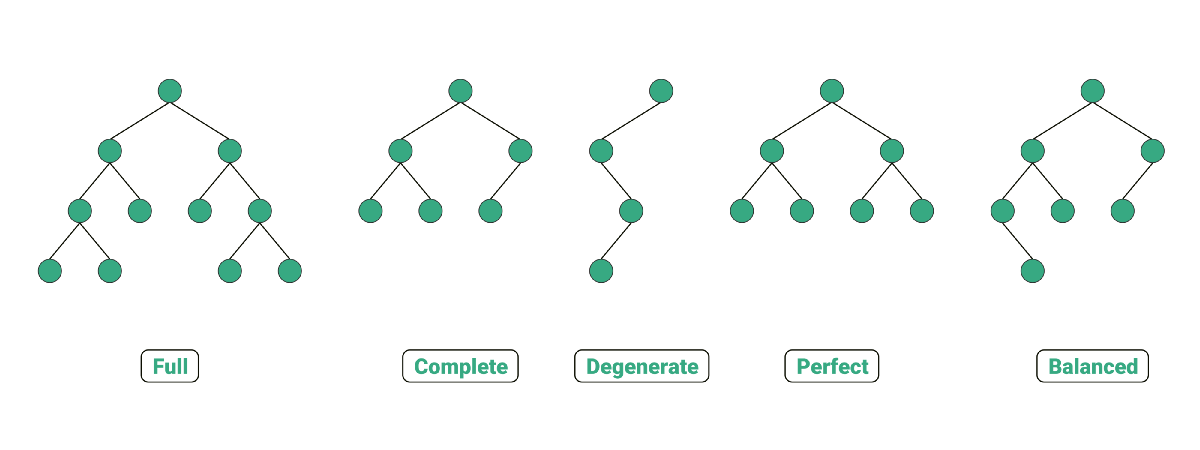 Full
Complete
Degenerate
Perfect
Balanced